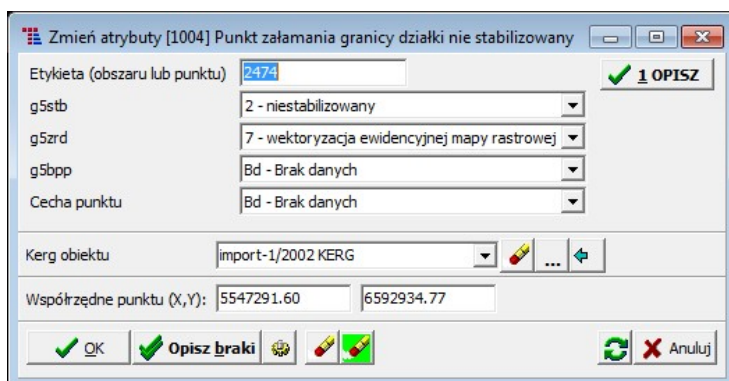 Zmień atrybuty [1004] Punkt załamania granicy działki nie stabilizowany
Etykieta (obszaru lub punktu) 2474 1 OPISZ
g5stb 2 - niestabilizowany
g5zrd 7 - wektoryzacja ewidencyjnej mapy rastrowej
g5bpp Bd - Brak danych
Cecha punktu Bd - Brak danych
Kerg obiektu import-1/2002 KERG ...
Współrzędne punktu (X,Y): 5547291.60 6592934.77
OK Opisz braki Anuluj